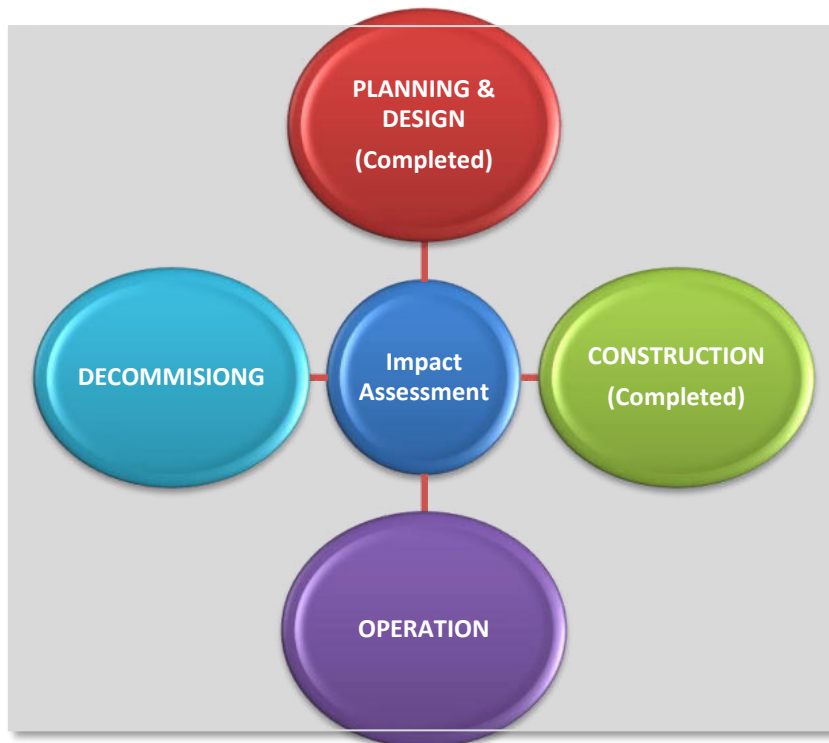 PLANNING &
DESIGN
(Completed)
DECOMMISIONG
Impact
Assessment
CONSTRUCTION
(Completed)
OPERATION